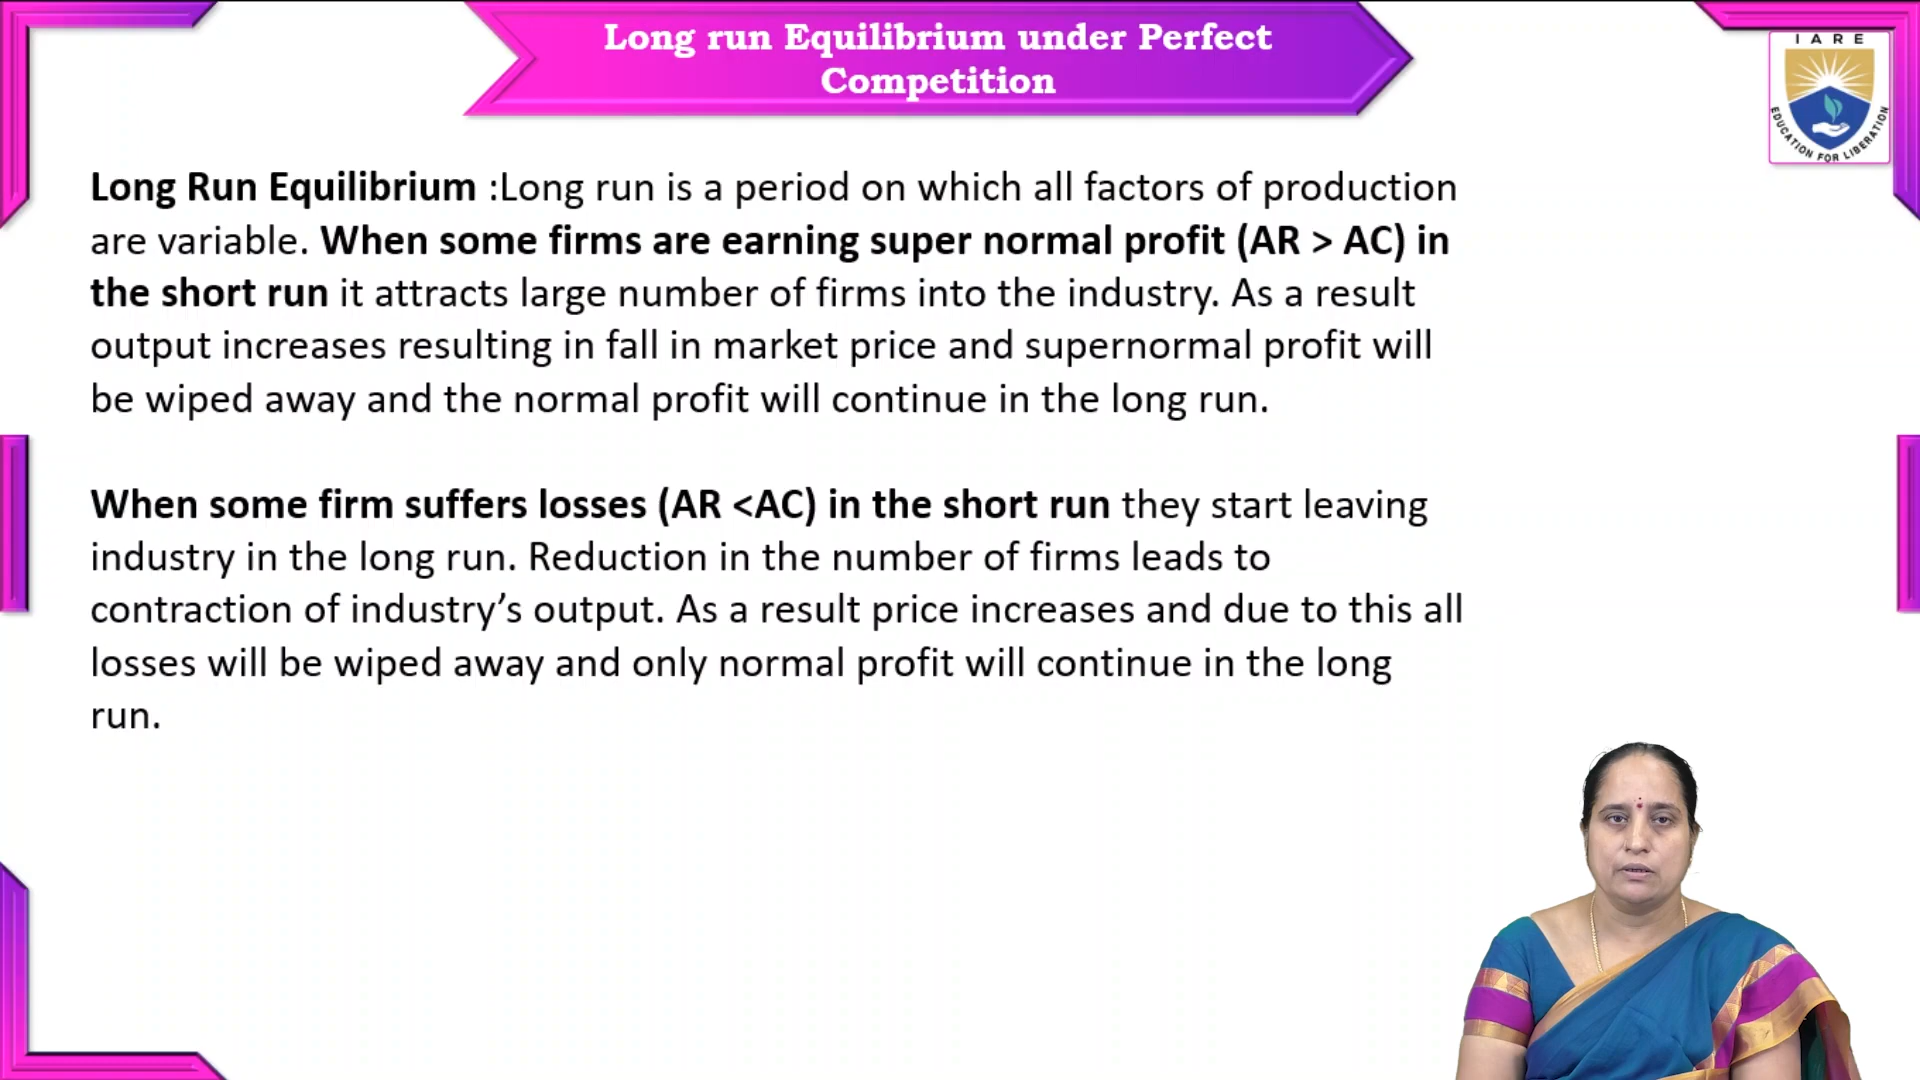 Long run Equilibrium under Perfect
Competition
I A R E
EDUCATION FOR LIBERATION
Long Run Equilibrium :Long run is a period on which all factors of production
are variable. When some firms are earning super normal profit (AR > AC) in
the short run it attracts large number of firms into the industry. As a result
output increases resulting in fall in market price and supernormal profit will
be wiped away and the normal profit will continue in the long run.
When some firm suffers losses (AR <AC) in the short run they start leaving
industry in the long run. Reduction in the number of firms leads to
contraction of industry’s output. As a result price increases and due to this all
losses will be wiped away and only normal profit will continue in the long
run.